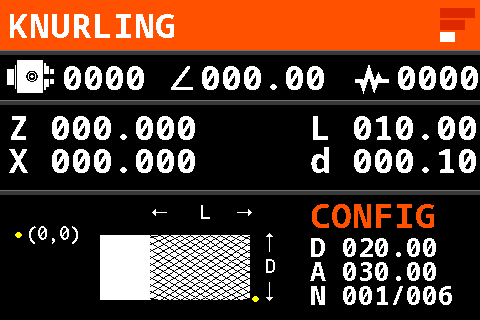 KNURLING
0000 ∠000.00 0000
Z 000.000 L 010.00
X 000.000 d 000.10
← L →
(0,0)
↑
D
↓
CONFIG
D 020.00
A 030.00
N 001/006